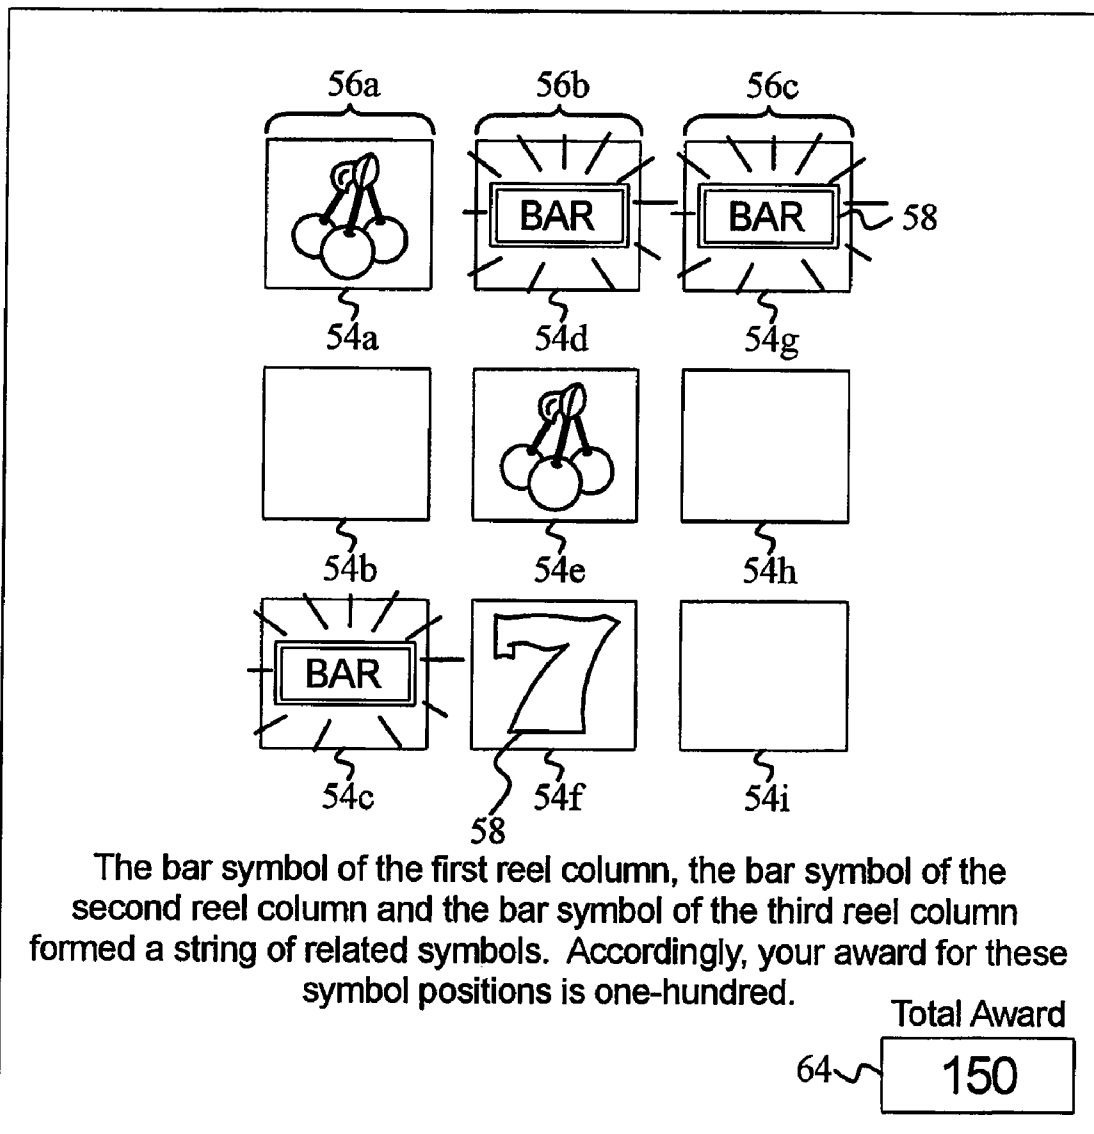 56a 56b 56c
BAR BAR 58
54a 54d 54g
54b 54e 54h
BAR 7
54c 54f 54i
58
The bar symbol of the first reel column, the bar symbol of the
second reel column and the bar symbol of the third reel column
formed a string of related symbols. Accordingly, your award for these
symbol positions is one-hundred.
Total Award
64 150